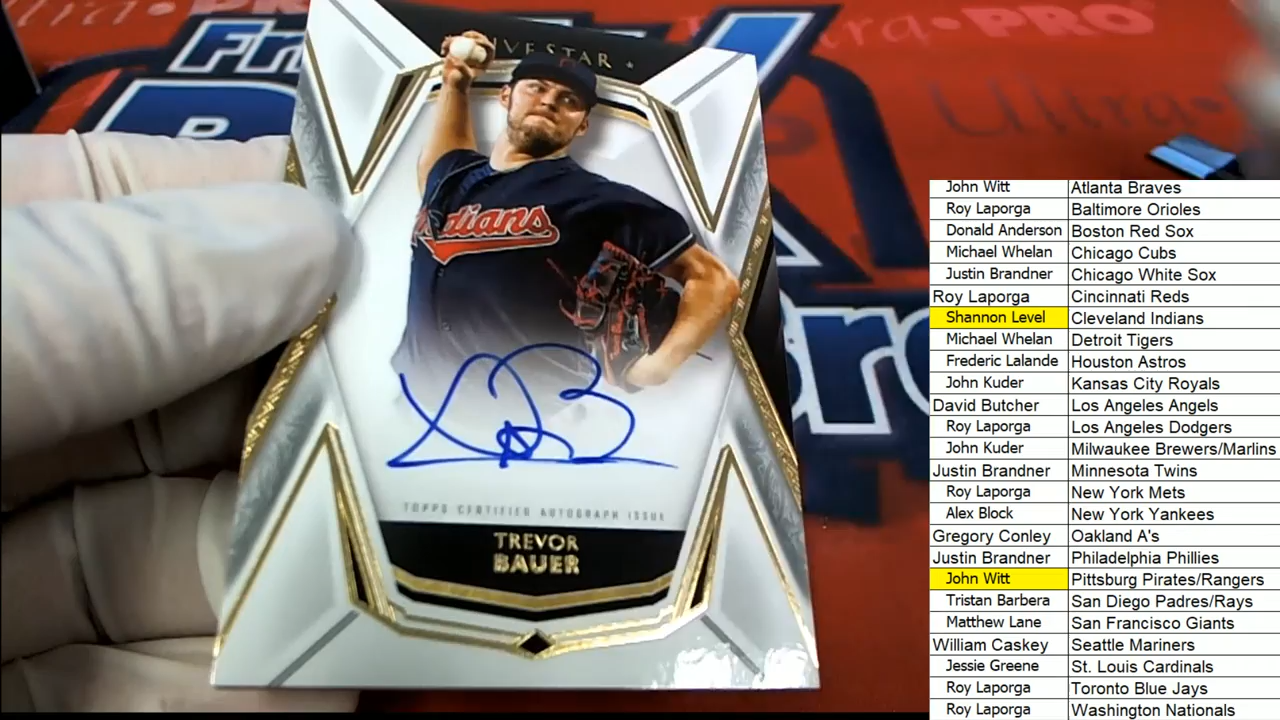 IVE STAR
Ultra•PRO
Ultra•
Fr
P
Indians
TOPPS CERTIFIED AUTOGRAPH ISSUE
TREVOR
BAUER
John Witt Atlanta Braves
Roy Laporga Baltimore Orioles
Donald Anderson Boston Red Sox
Michael Whelan Chicago Cubs
Justin Brandner Chicago White Sox
Roy Laporga Cincinnati Reds
Shannon Level Cleveland Indians
Michael Whelan Detroit Tigers
Frederic Lalande Houston Astros
John Kuder Kansas City Royals
David Butcher Los Angeles Angels
Roy Laporga Los Angeles Dodgers
John Kuder Milwaukee Brewers/Marlins
Justin Brandner Minnesota Twins
Roy Laporga New York Mets
Alex Block New York Yankees
Gregory Conley Oakland A's
Justin Brandner Philadelphia Phillies
John Witt Pittsburg Pirates/Rangers
Tristan Barbera San Diego Padres/Rays
Matthew Lane San Francisco Giants
William Caskey Seattle Mariners
Jessie Greene St. Louis Cardinals
Roy Laporga Toronto Blue Jays
Roy Laporga Washington Nationals